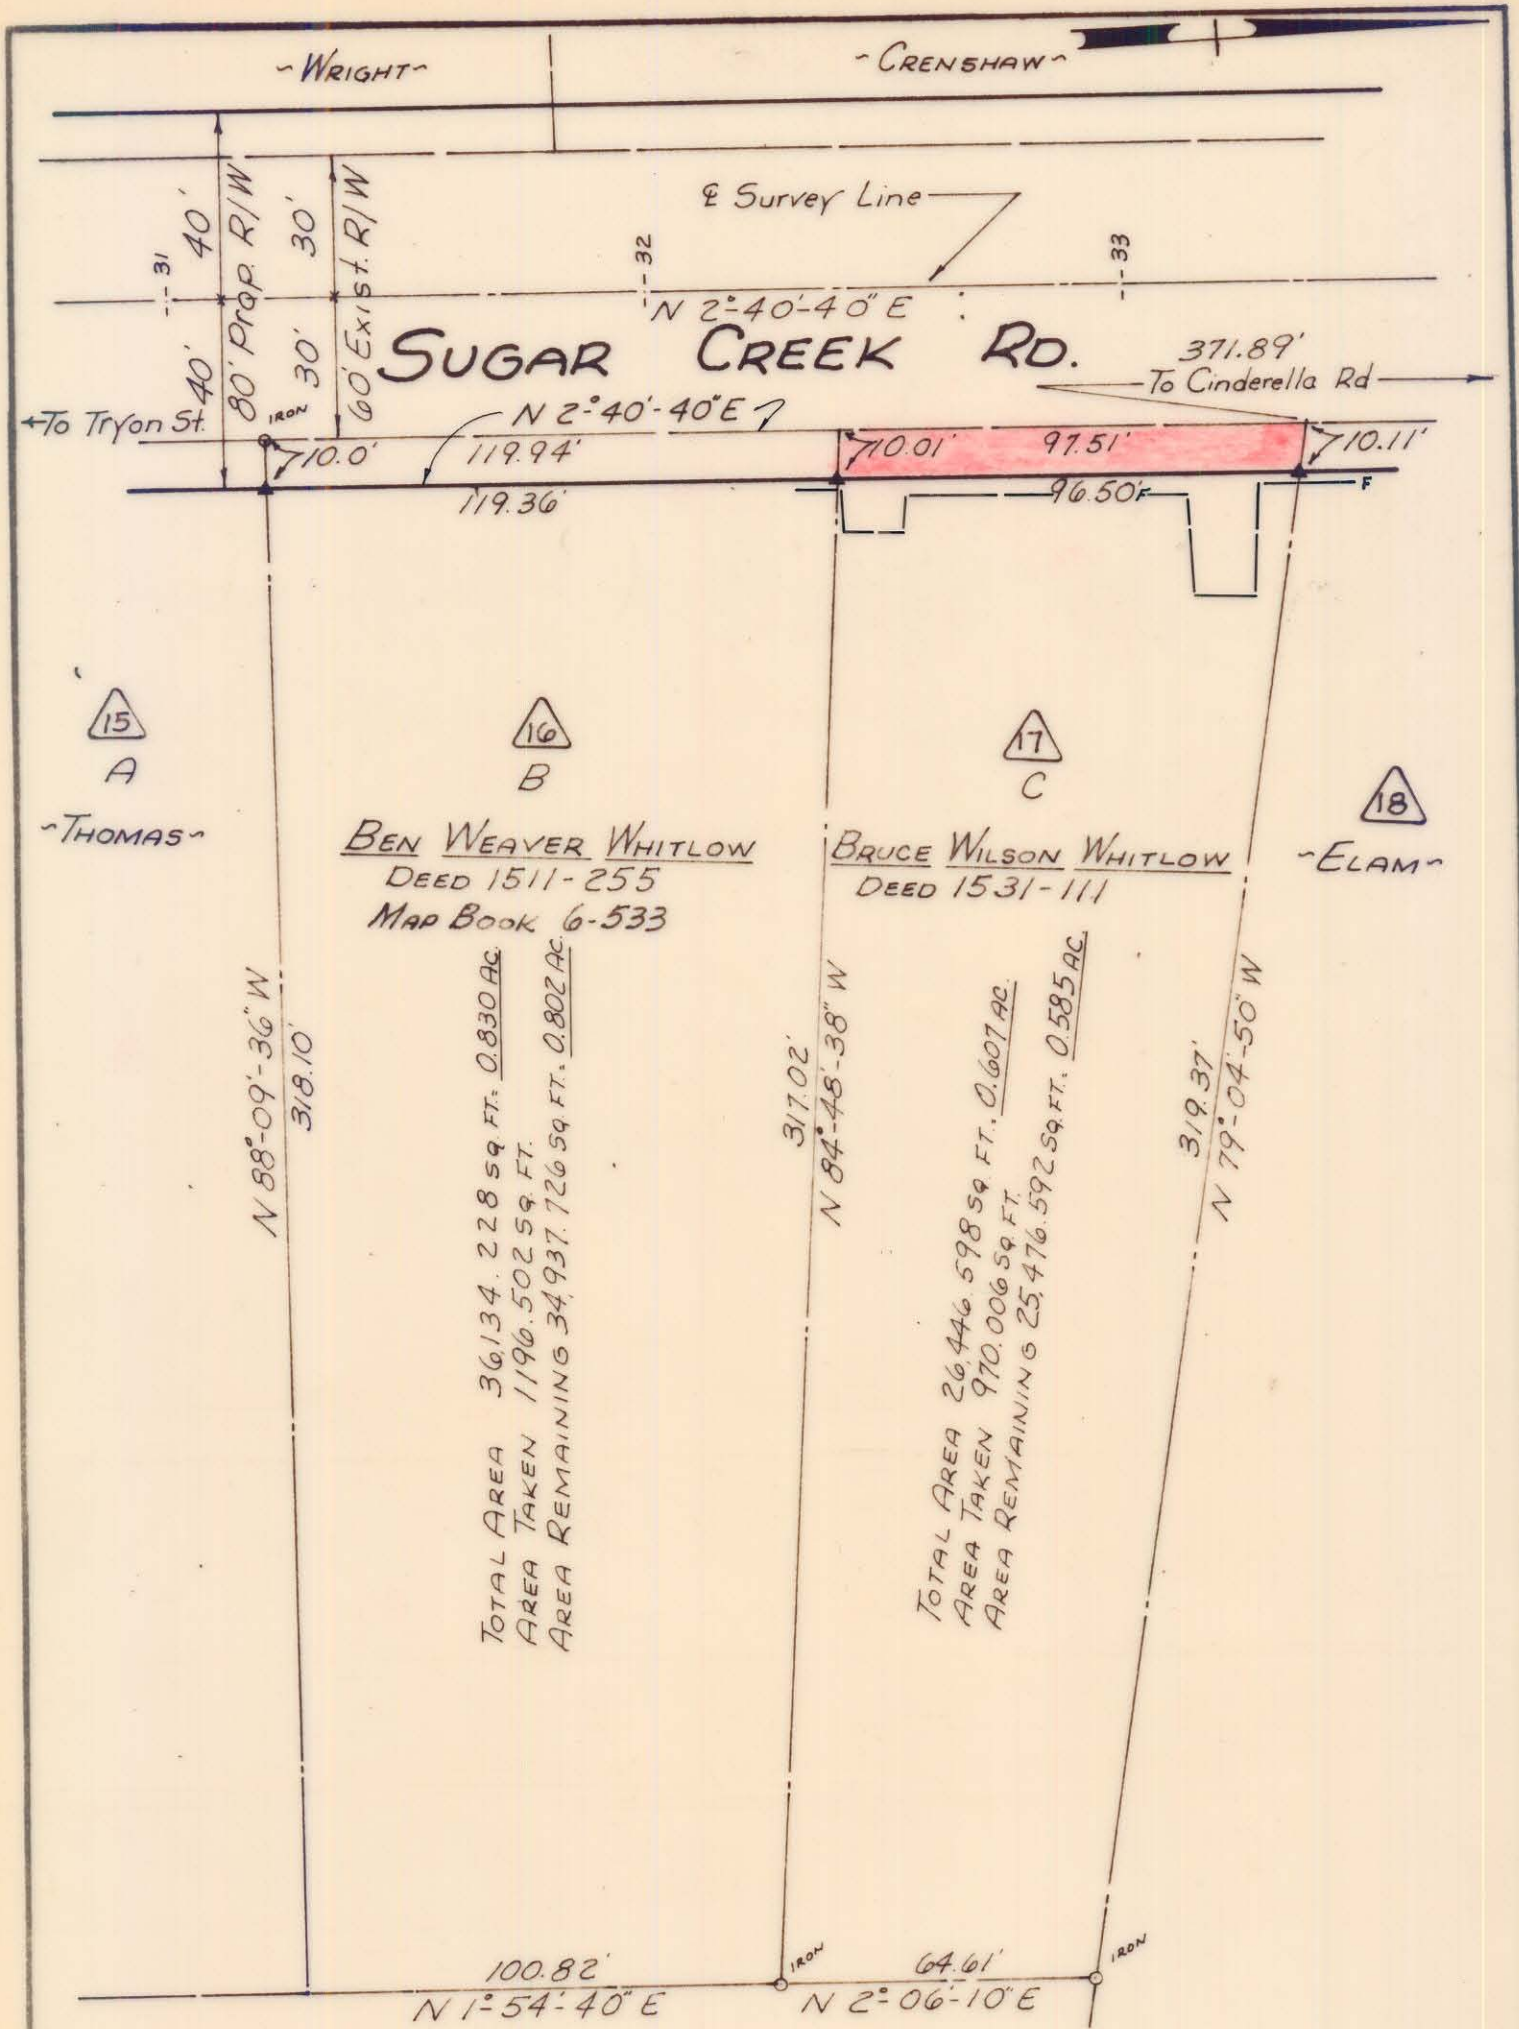 ~WRIGHT~
~CRENSHAW~
40'
80' Prop. R/W
30'
60' Exist. R/W
℄ Survey Line
31
32
33
N 2°-40'-40" E
40'
30'
SUGAR CREEK RD.
371.89'
To Cinderella Rd
←To Tryon St.
IRON
N 2°-40'-40" E
10.0'
119.94'
10.01'
97.51'
10.11'
119.36'
96.50'
F
F
15
A
~THOMAS~
16
B
BEN WEAVER WHITLOW
DEED 1511-255
MAP BOOK 6-533
17
C
BRUCE WILSON WHITLOW
DEED 1531-111
18
~ELAM~
N 88°-09'-36" W
318.10'
TOTAL AREA 36,134.228 SQ. FT. = 0.830 AC.
AREA TAKEN 1196.502 SQ. FT.
AREA REMAINING 34,937.726 SQ. FT. = 0.802 AC.
317.02'
N 84°-48'-38" W
TOTAL AREA 26,446.598 SQ. FT. = 0.607 AC.
AREA TAKEN 970.006 SQ. FT.
AREA REMAINING 25,476.592 SQ. FT. = 0.585 AC.
319.37'
N 79°-04'-50" W
100.82'
N 1°-54'-40" E
IRON
64.61'
N 2°-06'-10" E
IRON